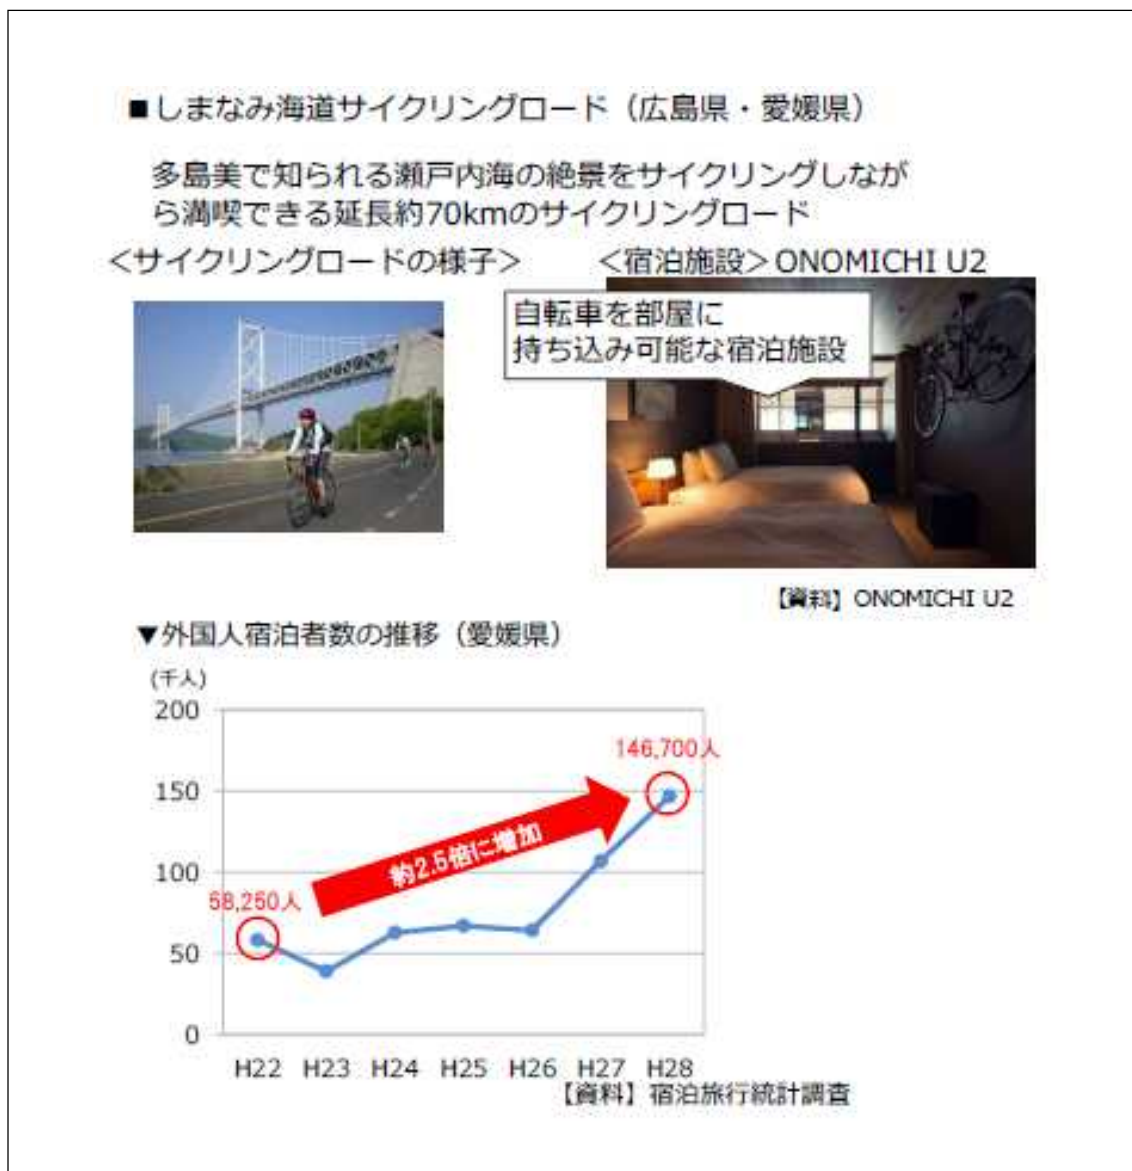 ■しまなみ海道サイクリングロード（広島県・愛媛県）
多島美で知られる瀬戸内海の絶景をサイクリングしなが
ら満喫できる延長約70kmのサイクリングロード
＜サイクリングロードの様子＞
＜宿泊施設＞ONOMICHI U2
自転車を部屋に
持ち込み可能な宿泊施設
【資料】ONOMICHI U2
▼外国人宿泊者数の推移（愛媛県）
(千人)
200
150
100
50
0
146,700人
約2.5倍に増加
58,250人
H22 H23 H24 H25 H26 H27 H28
【資料】宿泊旅行統計調査